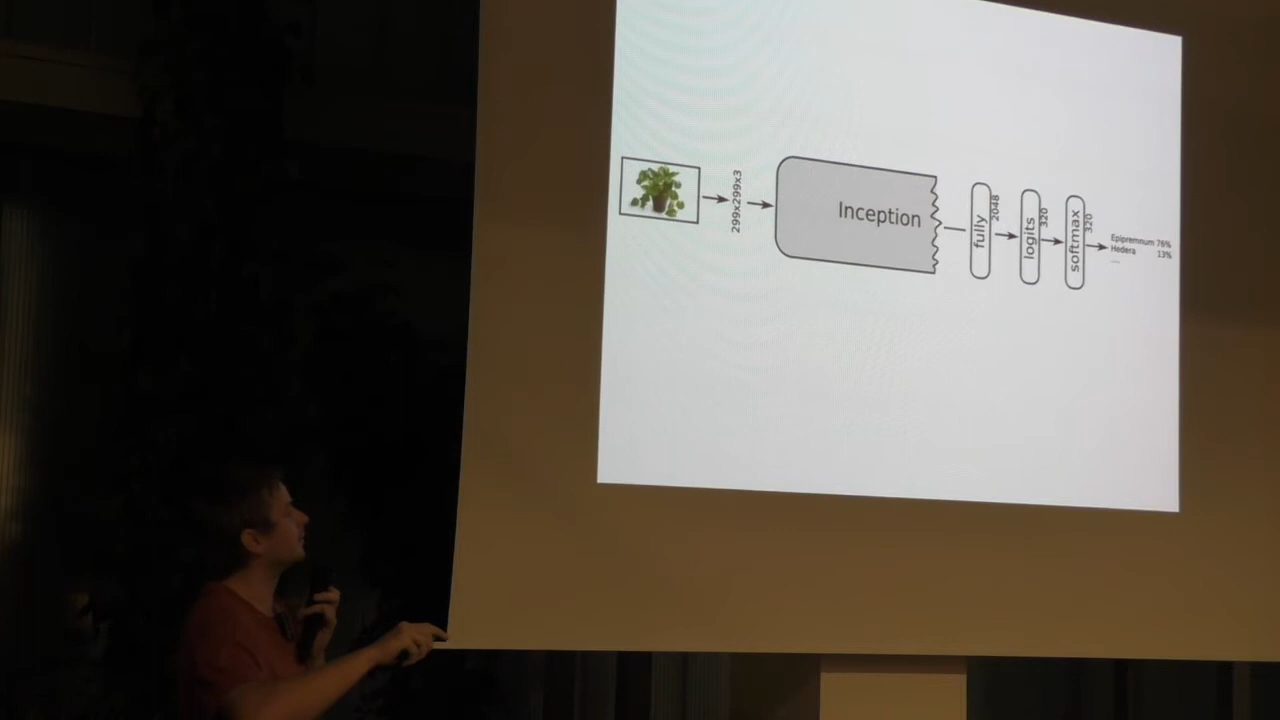 299x299x3
Inception
fully
2048
logits
320
softmax
320
Epipremnum 76%
Hedera 13%
....